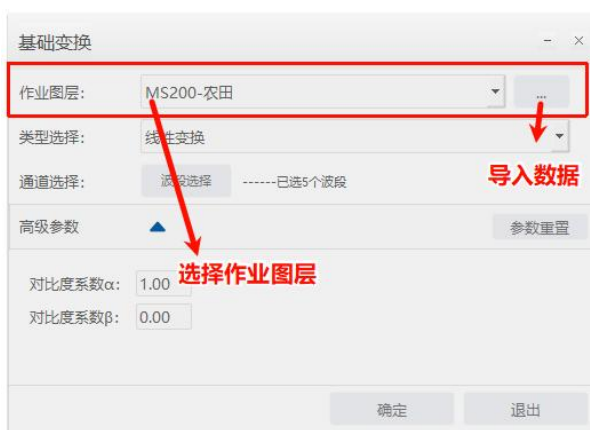 基础变换
作业图层: MS200-农田 ...
类型选择: 线性变换
通道选择: 波段选择 ------已选5个波段
导入数据
高级参数 参数重置
选择作业图层
对比度系数α: 1.00
对比度系数β: 0.00
确定 退出